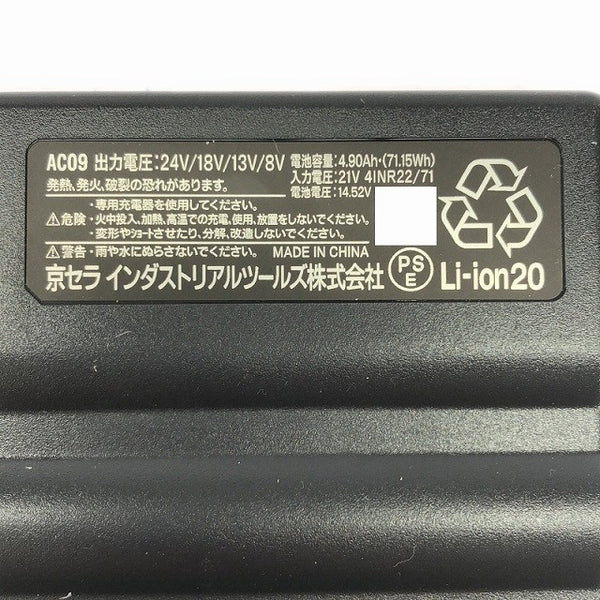 AC09 出力電圧:24V/18V/13V/8V
発熱、発火、破裂の恐れがあります。
電池容量:4.90Ah・(71.15Wh)
入力電圧:21V 4INR22/71
電池電圧:14.52V
⚠危険・専用充電器を使用してください。
・火中投入、加熱、高温での充電、使用、放置をしないでください。
・変形やショートさせたり、分解、改造しないでください。
⚠警告・雨や水にぬらさないでください。 MADE IN CHINA
京セラ インダストリアルツールズ株式会社
PSE
Li-ion20